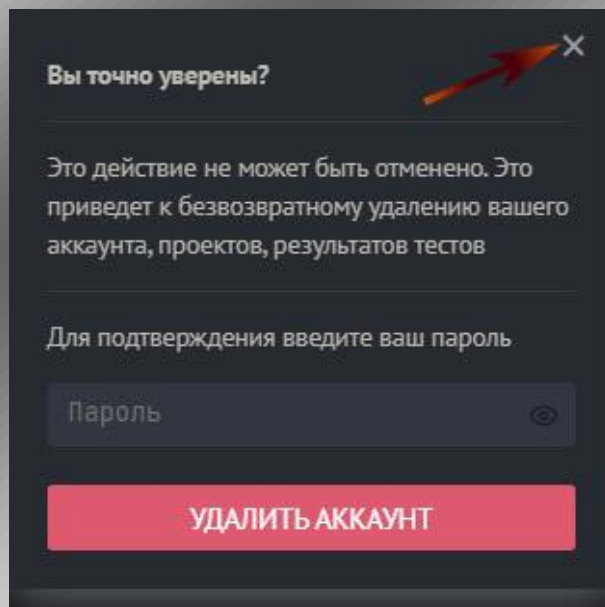 Вы точно уверены?
Это действие не может быть отменено. Это
приведет к безвозвратному удалению вашего
аккаунта, проектов, результатов тестов
Для подтверждения введите ваш пароль
Пароль
УДАЛИТЬ АККАУНТ